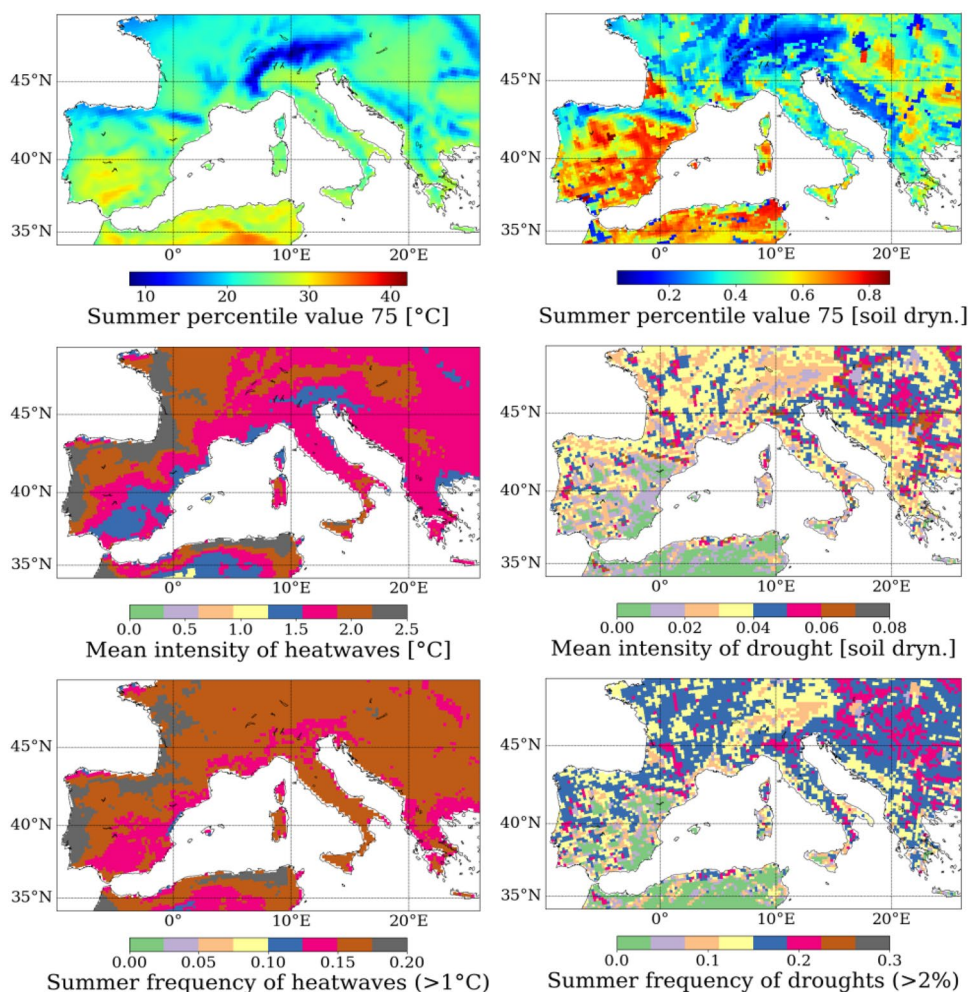 45°N
40°N
35°N
0° 10°E 20°E
10 20 30 40
Summer percentile value 75 [°C]
45°N
40°N
35°N
0° 10°E 20°E
0.2 0.4 0.6 0.8
Summer percentile value 75 [soil dryn.]
45°N
40°N
35°N
0° 10°E 20°E
0.0 0.5 1.0 1.5 2.0 2.5
Mean intensity of heatwaves [°C]
45°N
40°N
35°N
0° 10°E 20°E
0.00 0.02 0.04 0.06 0.08
Mean intensity of drought [soil dryn.]
45°N
40°N
35°N
0° 10°E 20°E
0.00 0.05 0.10 0.15 0.20
Summer frequency of heatwaves (>1°C)
45°N
40°N
35°N
0° 10°E 20°E
0.0 0.1 0.2 0.3
Summer frequency of droughts (>2%)